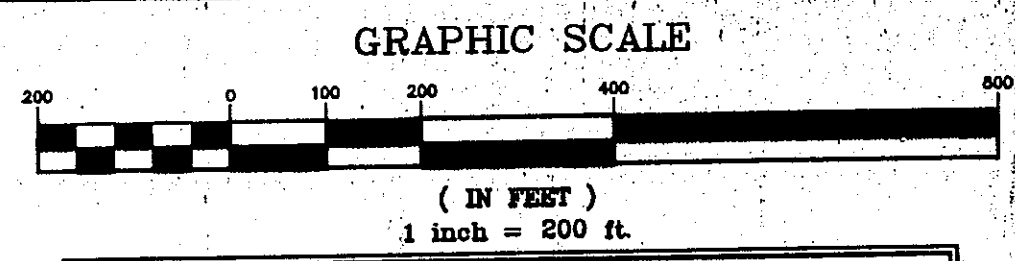 GRAPHIC SCALE
200 0 100 200 400 800
( IN FEET )
1 inch = 200 ft.